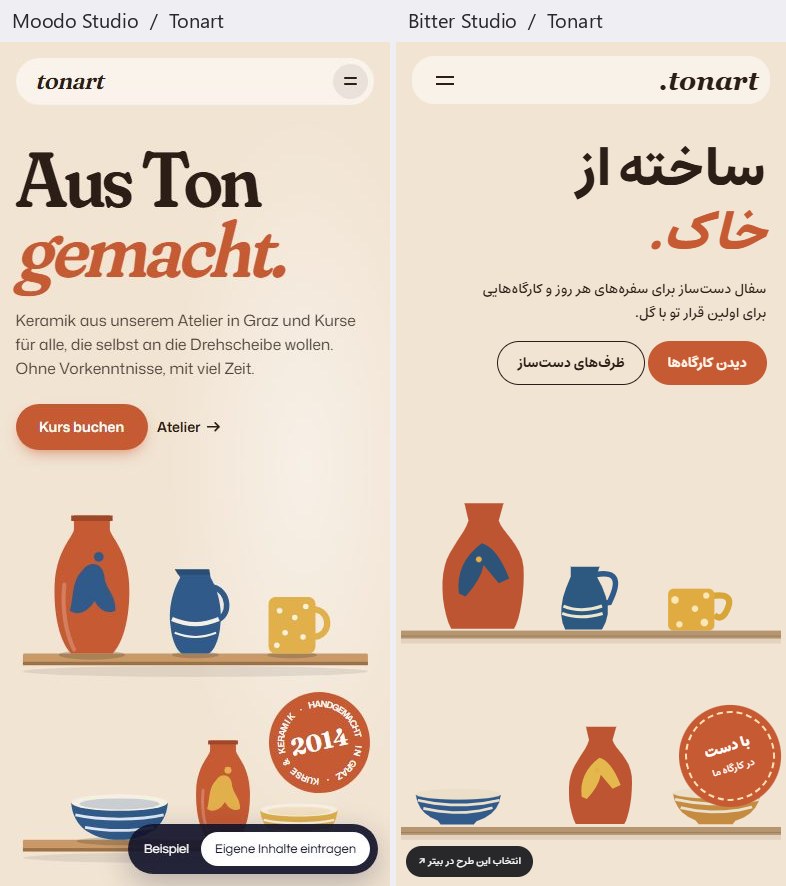 Moodo Studio / Tonart
tonart
Aus Ton
gemacht.
Keramik aus unserem Atelier in Graz und Kurse
für alle, die selbst an die Drehscheibe wollen.
Ohne Vorkenntnisse, mit viel Zeit.
Kurs buchen
Atelier →
HANDGEMACHT IN GRAZ · KURSE & KERAMIK ·
2014
Beispiel
Eigene Inhalte eintragen
Bitter Studio / Tonart
tonart.
ساخته از
خاک.
سفال دست‌ساز برای سفره‌های هر روز و کارگاه‌هایی
برای اولین قرار تو با گل.
دیدن کارگاه‌ها
ظرف‌های دست‌ساز
با دست
در کارگاه ما
انتخاب این طرح در بیتر ↗